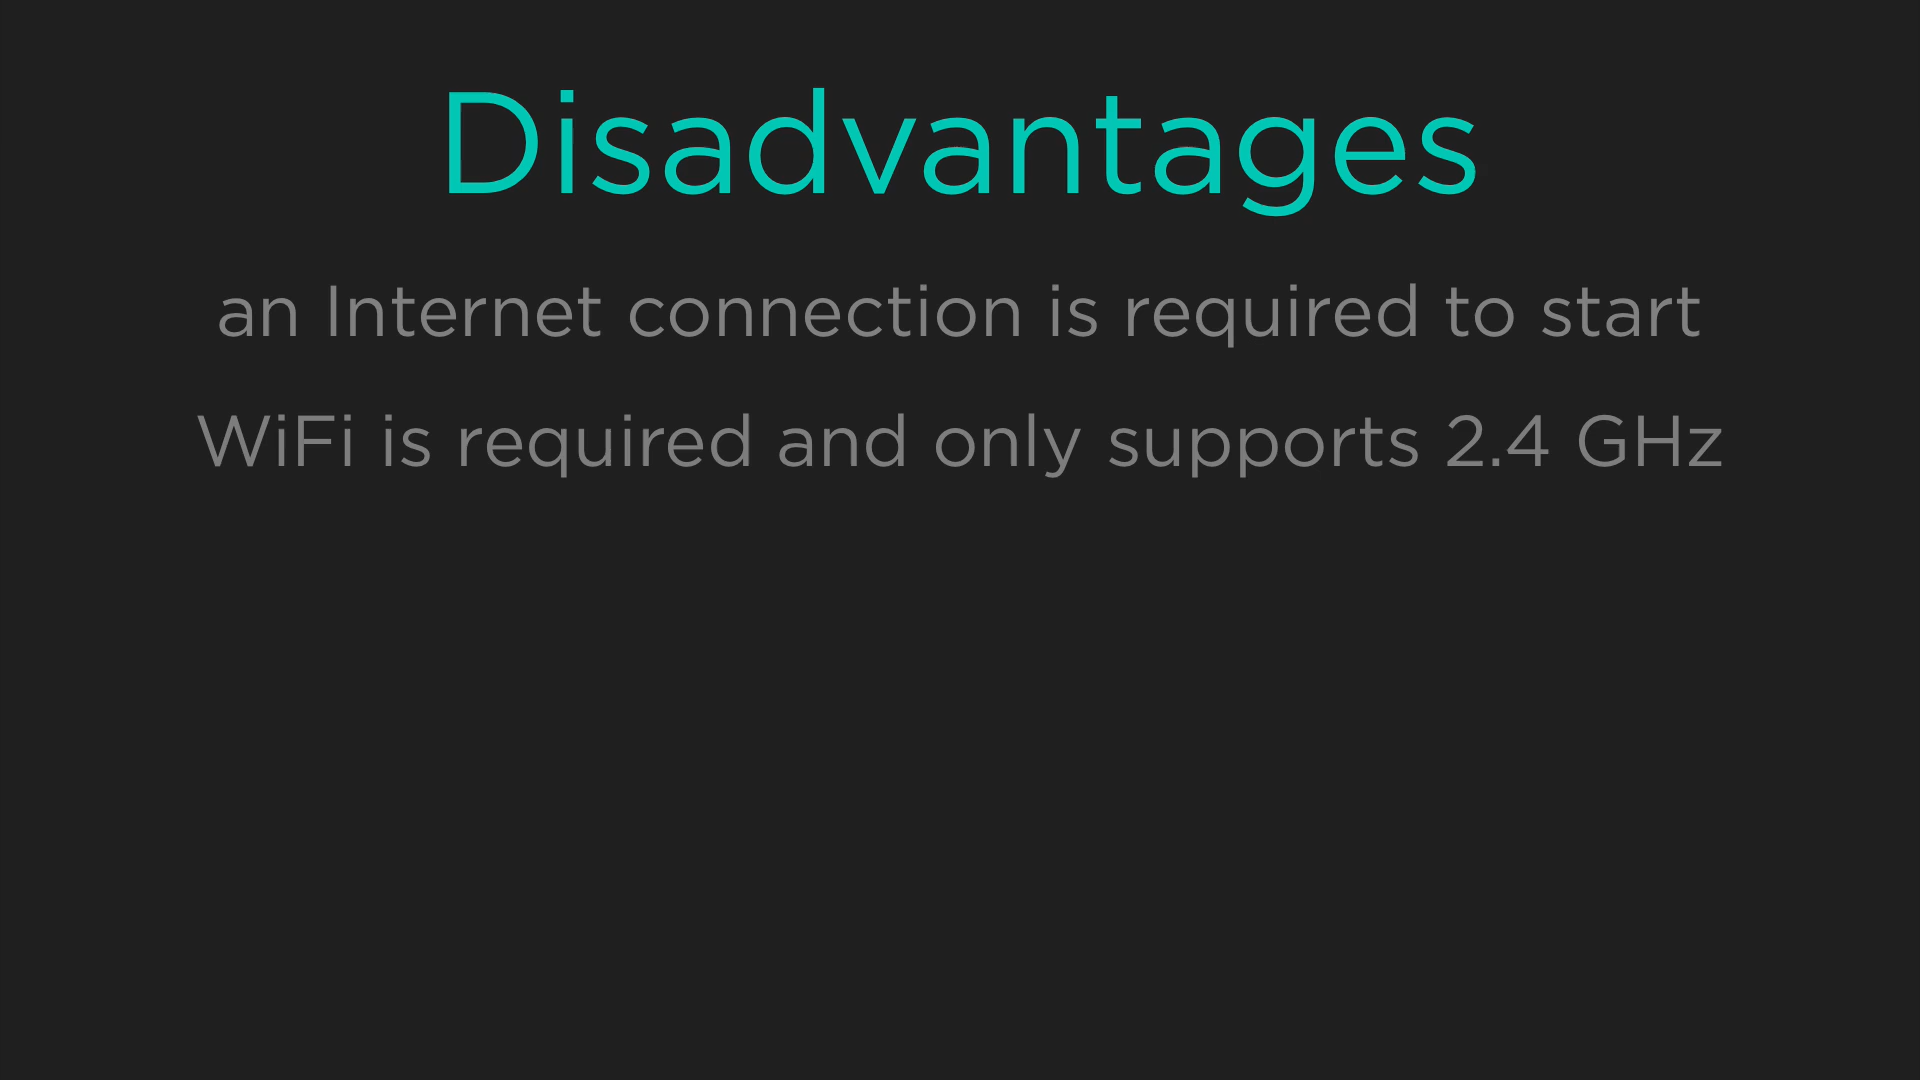 Disadvantages
an Internet connection is required to start
WiFi is required and only supports 2.4 GHz